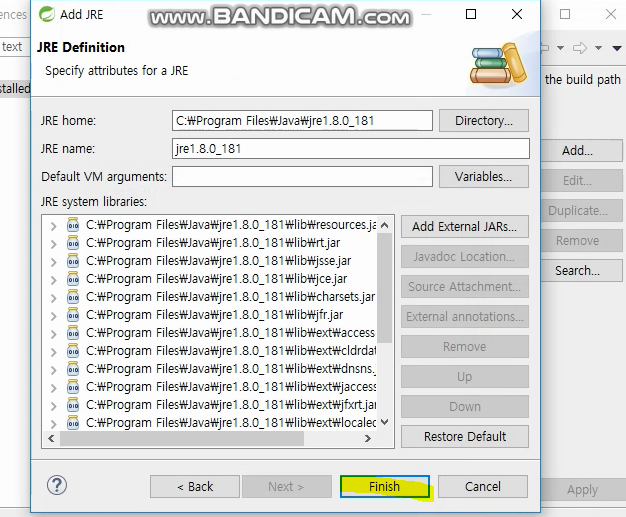 Add JRE
www.BANDICAM.com
ences
text
stalled
JRE Definition
Specify attributes for a JRE
the build path
JRE home:
C:₩Program Files₩Java₩jre1.8.0_181
Directory...
JRE name:
jre1.8.0_181
Default VM arguments:
Variables...
JRE system libraries:
C:₩Program Files₩Java₩jre1.8.0_181₩lib₩resources.ja
C:₩Program Files₩Java₩jre1.8.0_181₩lib₩rt.jar
C:₩Program Files₩Java₩jre1.8.0_181₩lib₩jsse.jar
C:₩Program Files₩Java₩jre1.8.0_181₩lib₩jce.jar
C:₩Program Files₩Java₩jre1.8.0_181₩lib₩charsets.jar
C:₩Program Files₩Java₩jre1.8.0_181₩lib₩jfr.jar
C:₩Program Files₩Java₩jre1.8.0_181₩lib₩ext₩access
C:₩Program Files₩Java₩jre1.8.0_181₩lib₩ext₩cldrdat
C:₩Program Files₩Java₩jre1.8.0_181₩lib₩ext₩dnsns.j
C:₩Program Files₩Java₩jre1.8.0_181₩lib₩ext₩jaccess
C:₩Program Files₩Java₩jre1.8.0_181₩lib₩ext₩jfxrt.jar
C:₩Program Files₩Java₩jre1.8.0_181₩lib₩ext₩localec
Add External JARs...
Javadoc Location...
Source Attachment...
External annotations...
Remove
Up
Down
Restore Default
Add...
Edit...
Duplicate...
Remove
Search...
< Back
Next >
Finish
Cancel
Apply